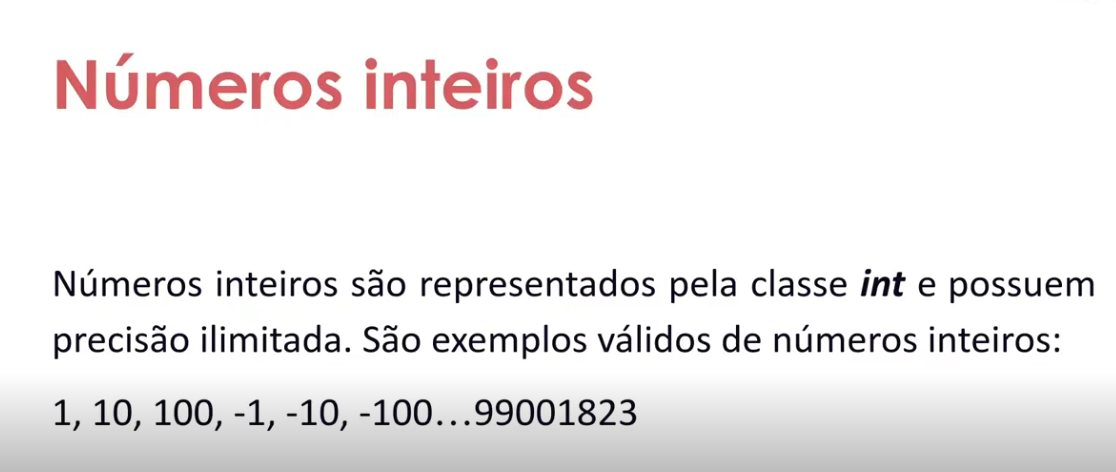 Números inteiros
Números inteiros são representados pela classe int e possuem
precisão ilimitada. São exemplos válidos de números inteiros:
1, 10, 100, -1, -10, -100...99001823